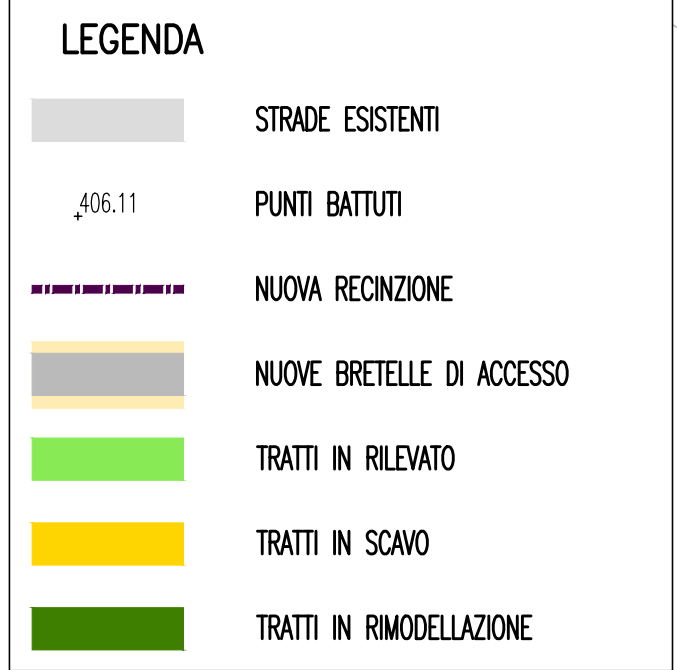 LEGENDA
STRADE ESISTENTI
406.11 PUNTI BATTUTI
NUOVA RECINZIONE
NUOVE BRETELLE DI ACCESSO
TRATTI IN RILEVATO
TRATTI IN SCAVO
TRATTI IN RIMODELLAZIONE